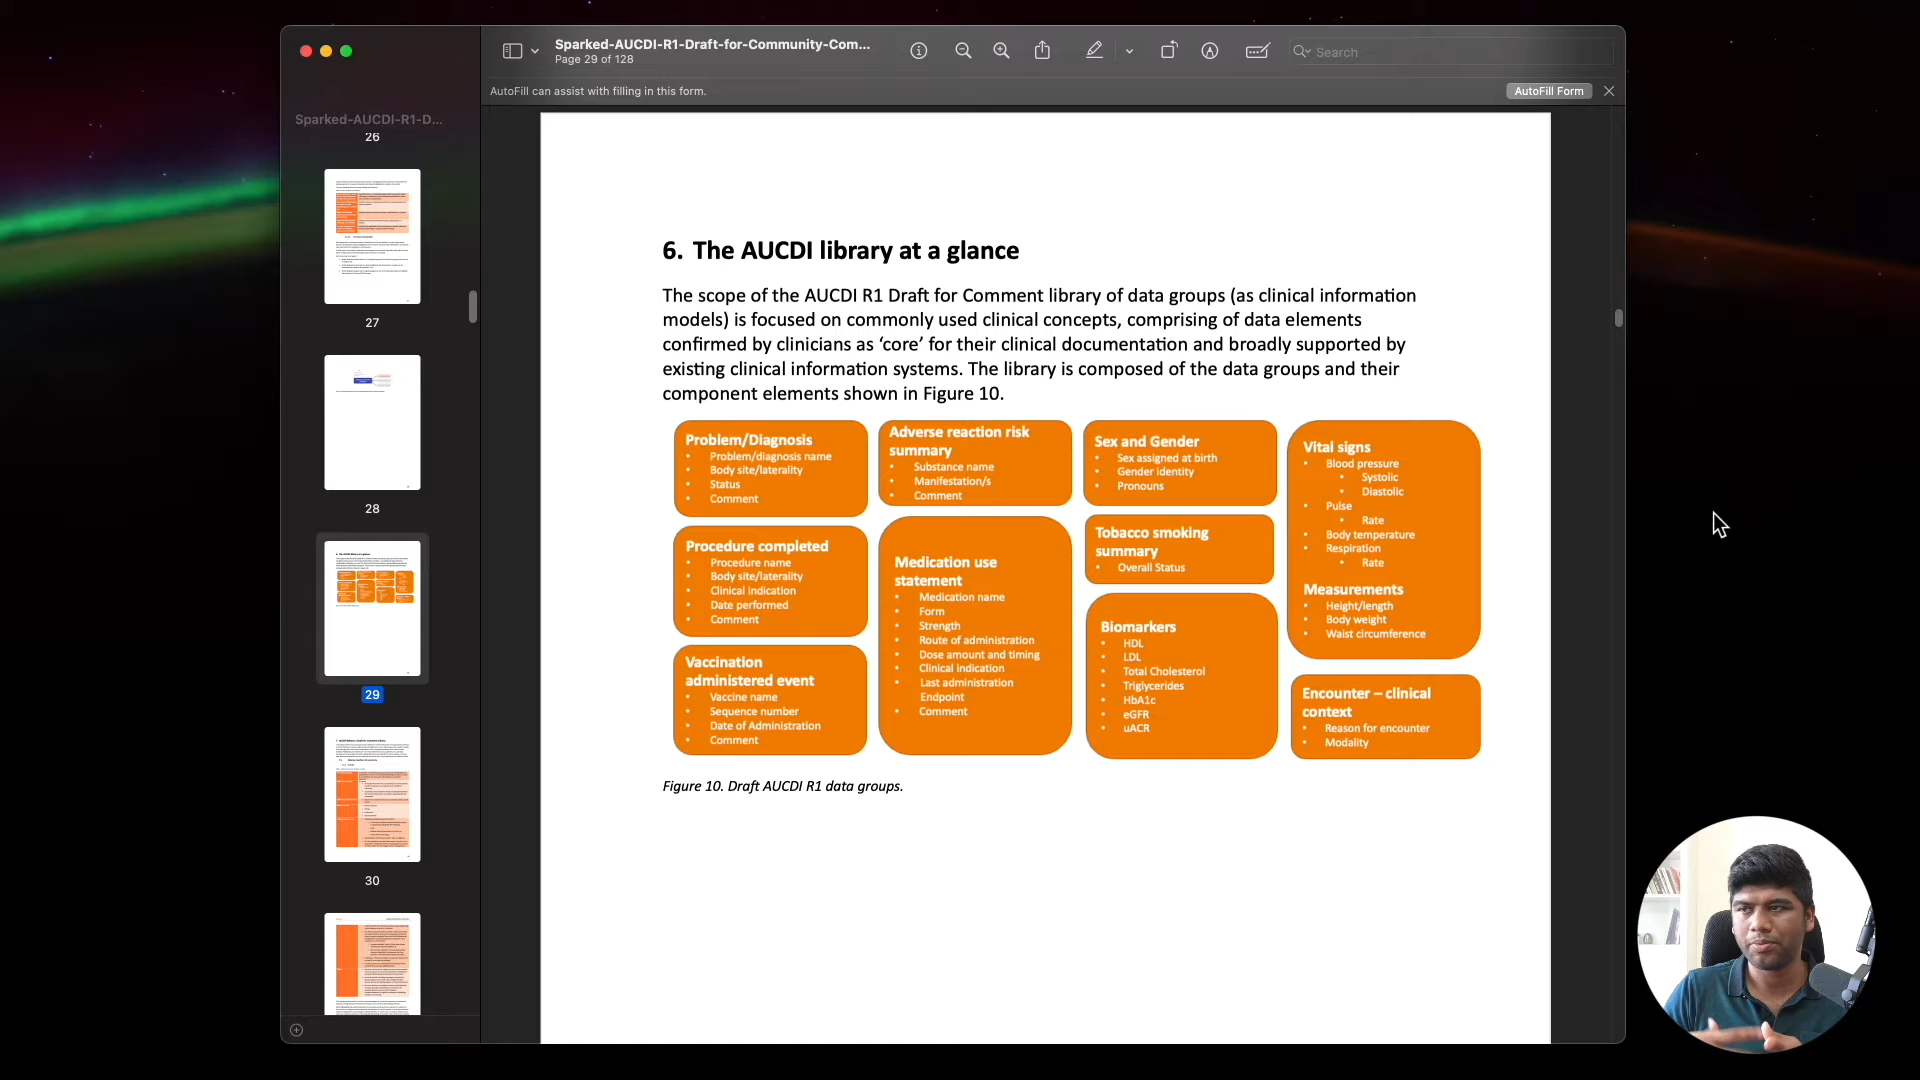 Sparked-AUCDI-R1-Draft-for-Community-Com...
Page 29 of 128
Search
AutoFill can assist with filling in this form.
AutoFill Form
Sparked-AUCDI-R1-D...
26
27
28
29
30
6. The AUCDI library at a glance
The scope of the AUCDI R1 Draft for Comment library of data groups (as clinical information
models) is focused on commonly used clinical concepts, comprising of data elements
confirmed by clinicians as ‘core’ for their clinical documentation and broadly supported by
existing clinical information systems. The library is composed of the data groups and their
component elements shown in Figure 10.
Problem/Diagnosis
• Problem/diagnosis name
• Body site/laterality
• Status
• Comment
Procedure completed
• Procedure name
• Body site/laterality
• Clinical indication
• Date performed
• Comment
Vaccination
administered event
• Vaccine name
• Sequence number
• Date of Administration
• Comment
Adverse reaction risk
summary
• Substance name
• Manifestation/s
• Comment
Medication use
statement
• Medication name
• Form
• Strength
• Route of administration
• Dose amount and timing
• Clinical indication
• Last administration
Endpoint
• Comment
Sex and Gender
• Sex assigned at birth
• Gender identity
• Pronouns
Tobacco smoking
summary
• Overall Status
Biomarkers
• HDL
• LDL
• Total Cholesterol
• Triglycerides
• HbA1c
• eGFR
• uACR
Vital signs
• Blood pressure
• Systolic
• Diastolic
• Pulse
• Rate
• Body temperature
• Respiration
• Rate
Measurements
• Height/length
• Body weight
• Waist circumference
Encounter – clinical
context
• Reason for encounter
• Modality
Figure 10. Draft AUCDI R1 data groups.